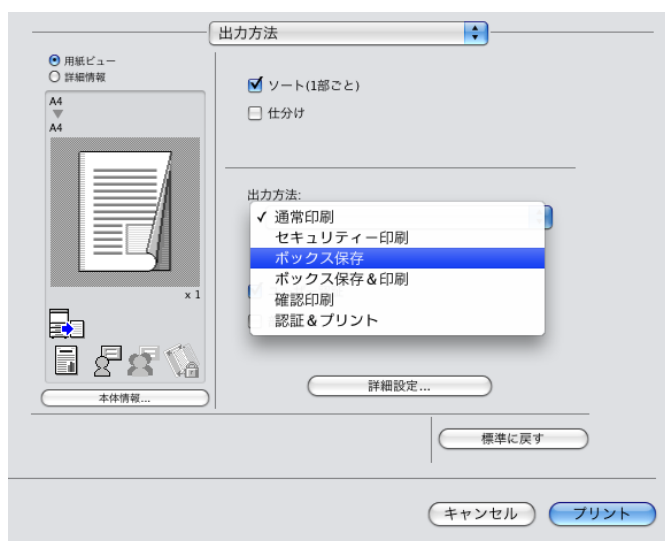 出力方法
用紙ビュー
詳細情報
A4
A4
x 1
本体情報...
ソート(1部ごと)
仕分け
出力方法:
✓ 通常印刷
セキュリティー印刷
ボックス保存
ボックス保存＆印刷
確認印刷
認証＆プリント
詳細設定...
標準に戻す
キャンセル
プリント